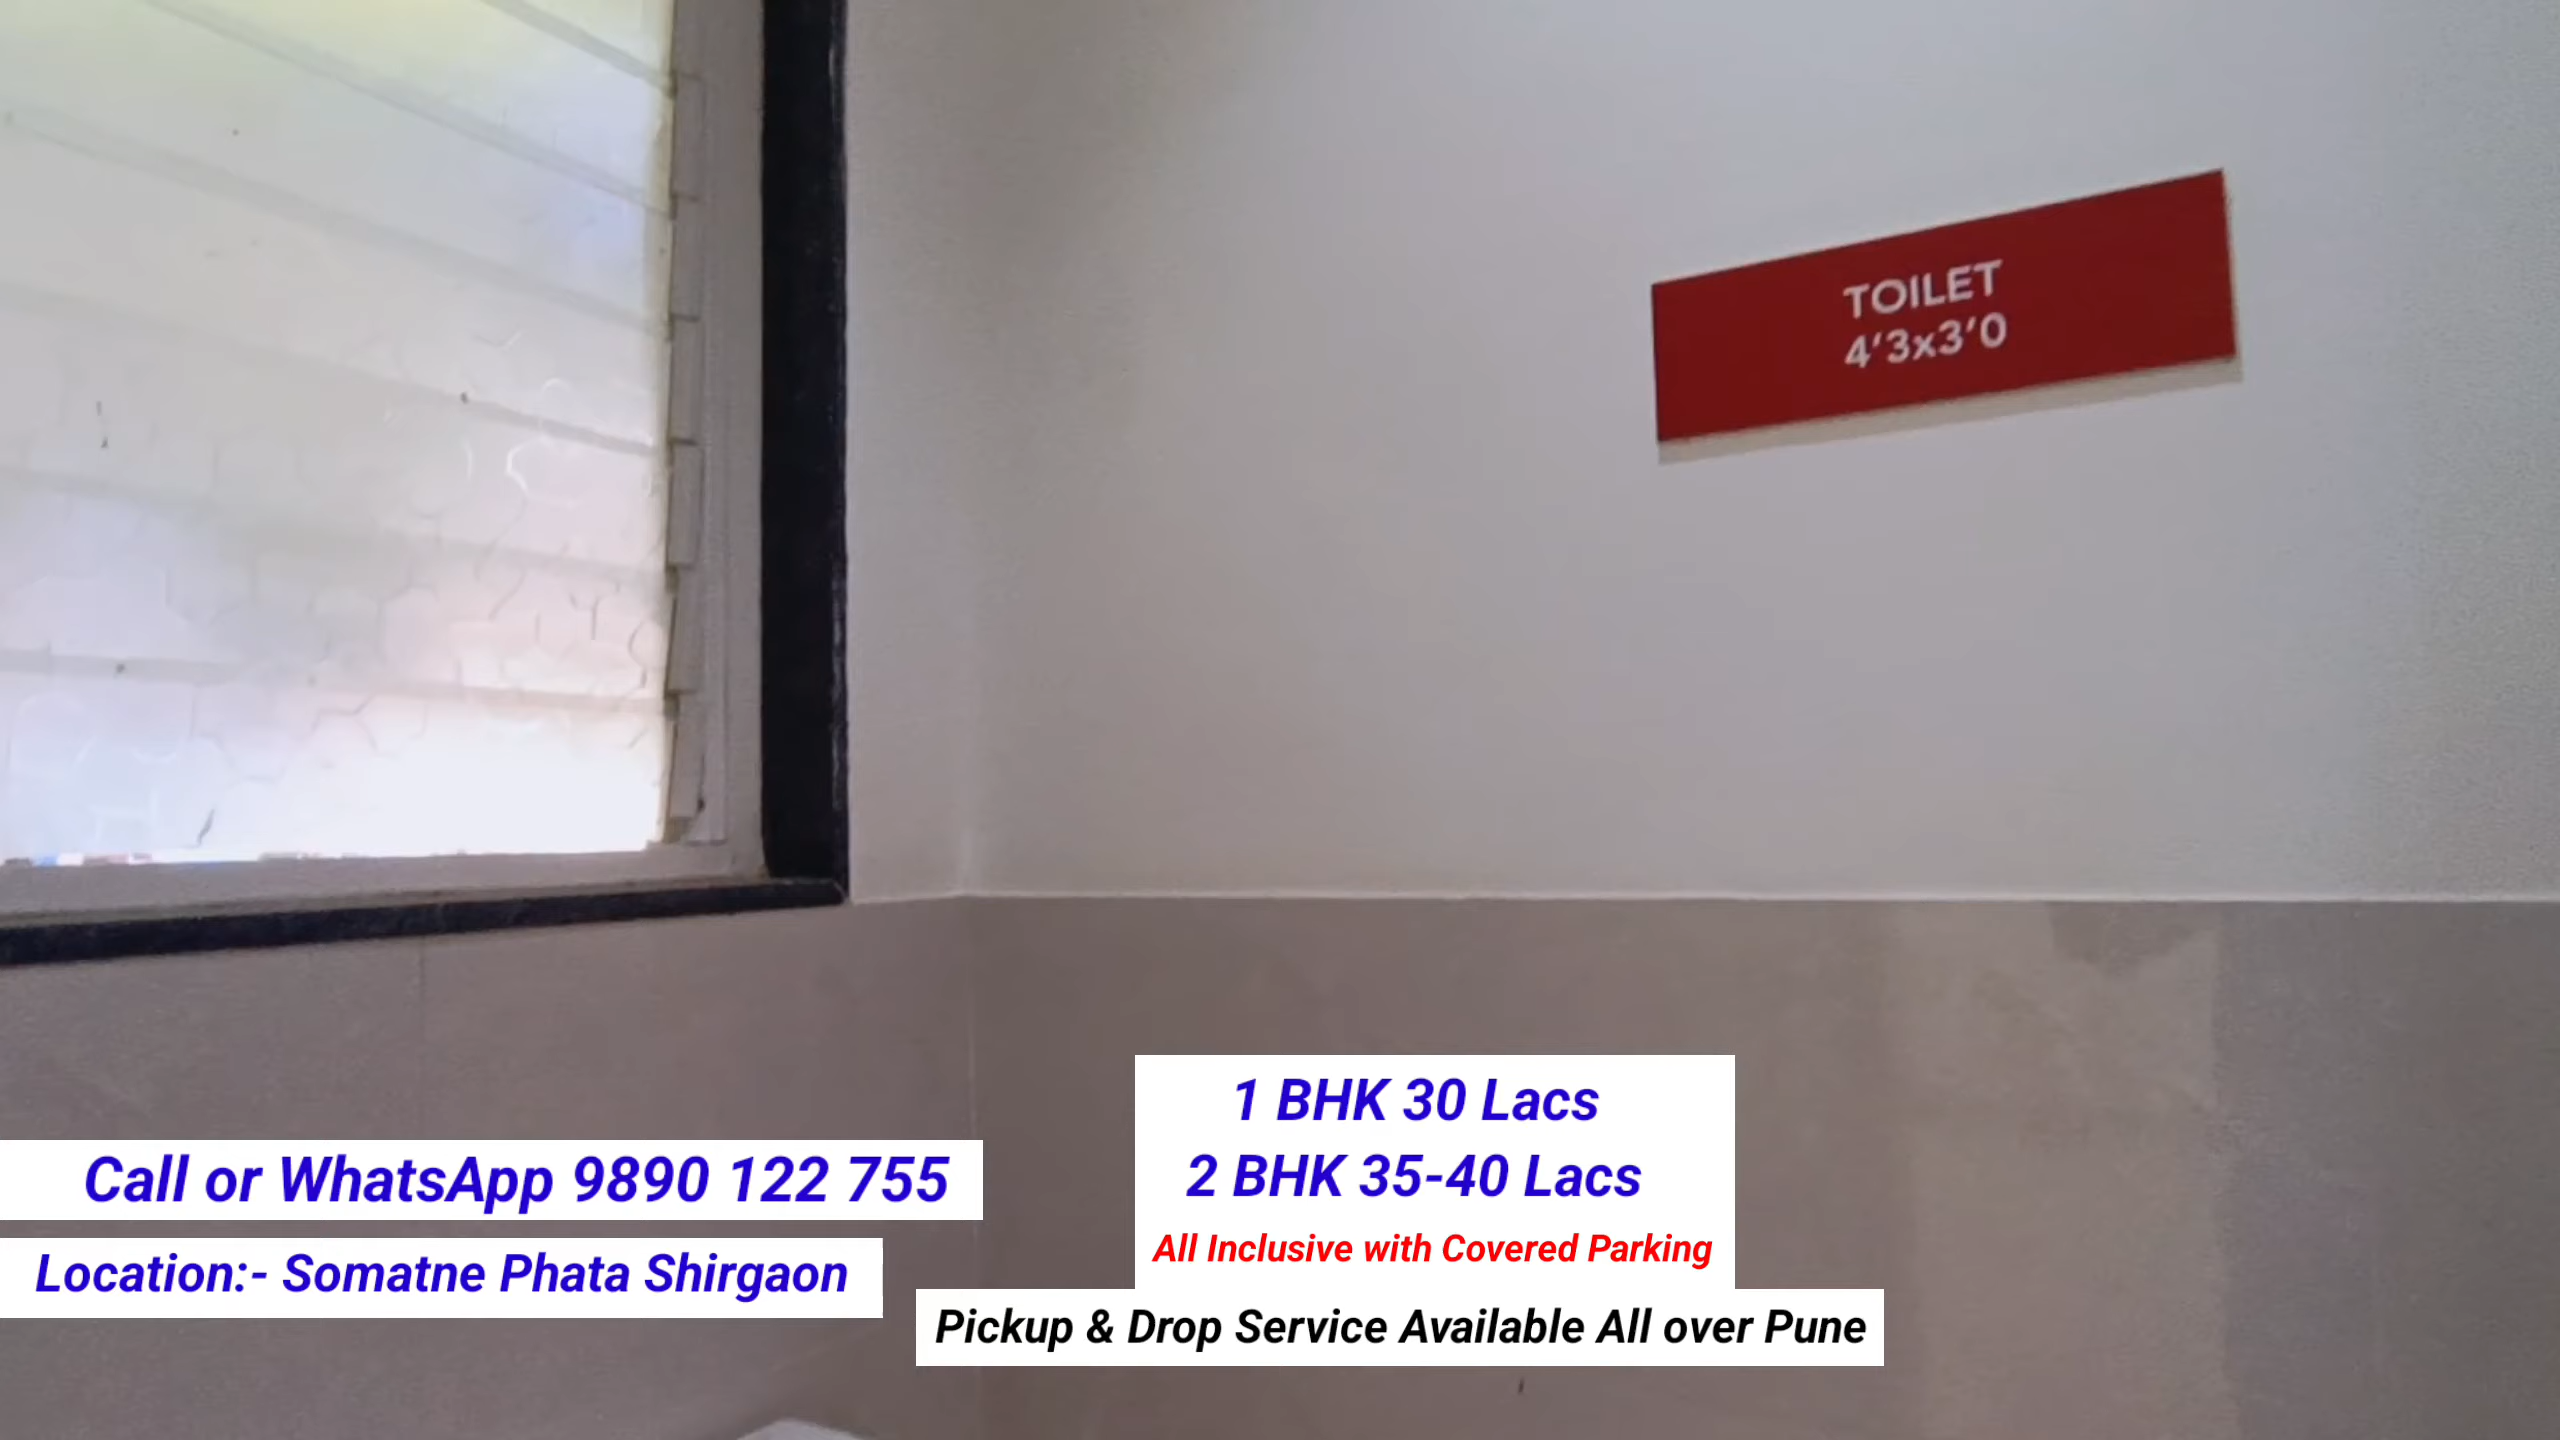 TOILET
4'3x3'0
1 BHK 30 Lacs
2 BHK 35-40 Lacs
All Inclusive with Covered Parking
Call or WhatsApp 9890 122 755
Location:- Somatne Phata Shirgaon
Pickup & Drop Service Available All over Pune